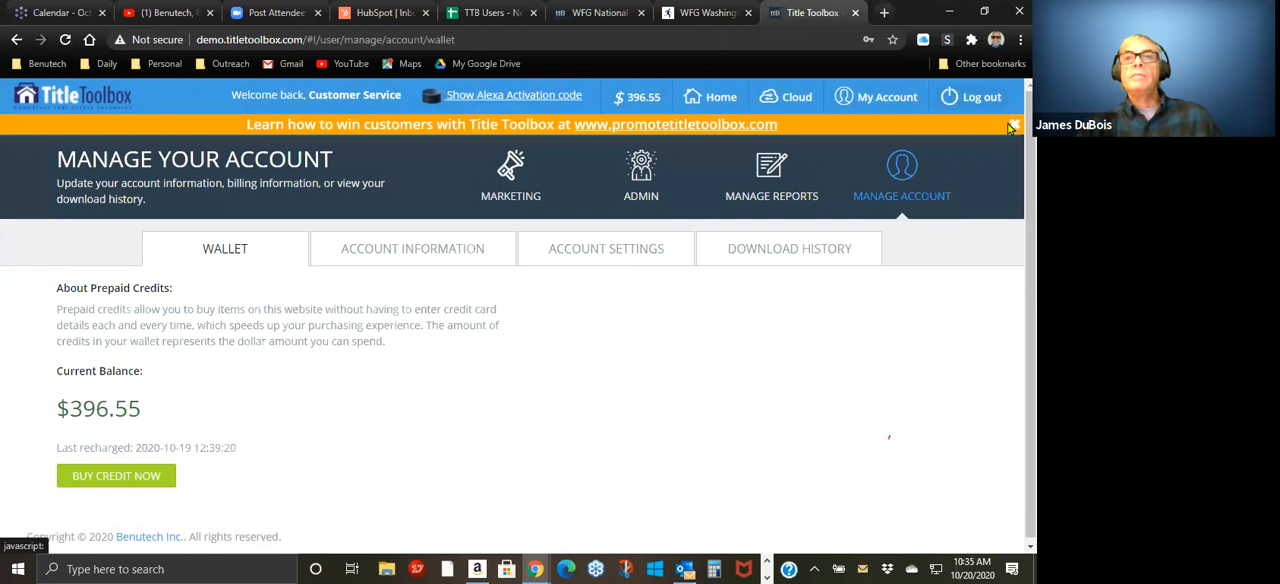 Calendar - Oct
(1) Benutech,
Post Attendee
HubSpot | Inb
TTB Users - N
WFG National
WFG Washing
Title Toolbox
Not secure demo.titletoolbox.com/#!/user/manage/account/wallet
Benutech Daily Personal Outreach Gmail YouTube Maps My Google Drive Other bookmarks
TitleToolbox
Welcome back, Customer Service
Show Alexa Activation code
$ 396.55
Home
Cloud
My Account
Log out
Learn how to win customers with Title Toolbox at www.promotetitletoolbox.com
MANAGE YOUR ACCOUNT
Update your account information, billing information, or view your
download history.
MARKETING
ADMIN
MANAGE REPORTS
MANAGE ACCOUNT
WALLET
ACCOUNT INFORMATION
ACCOUNT SETTINGS
DOWNLOAD HISTORY
About Prepaid Credits:
Prepaid credits allow you to buy items on this website without having to enter credit card
details each and every time, which speeds up your purchasing experience. The amount of
credits in your wallet represents the dollar amount you can spend.
Current Balance:
$396.55
Last recharged: 2020-10-19 12:39:20
BUY CREDIT NOW
Copyright © 2020 Benutech Inc.. All rights reserved.
javascript:
Type here to search
10:35 AM
10/20/2020
James DuBois